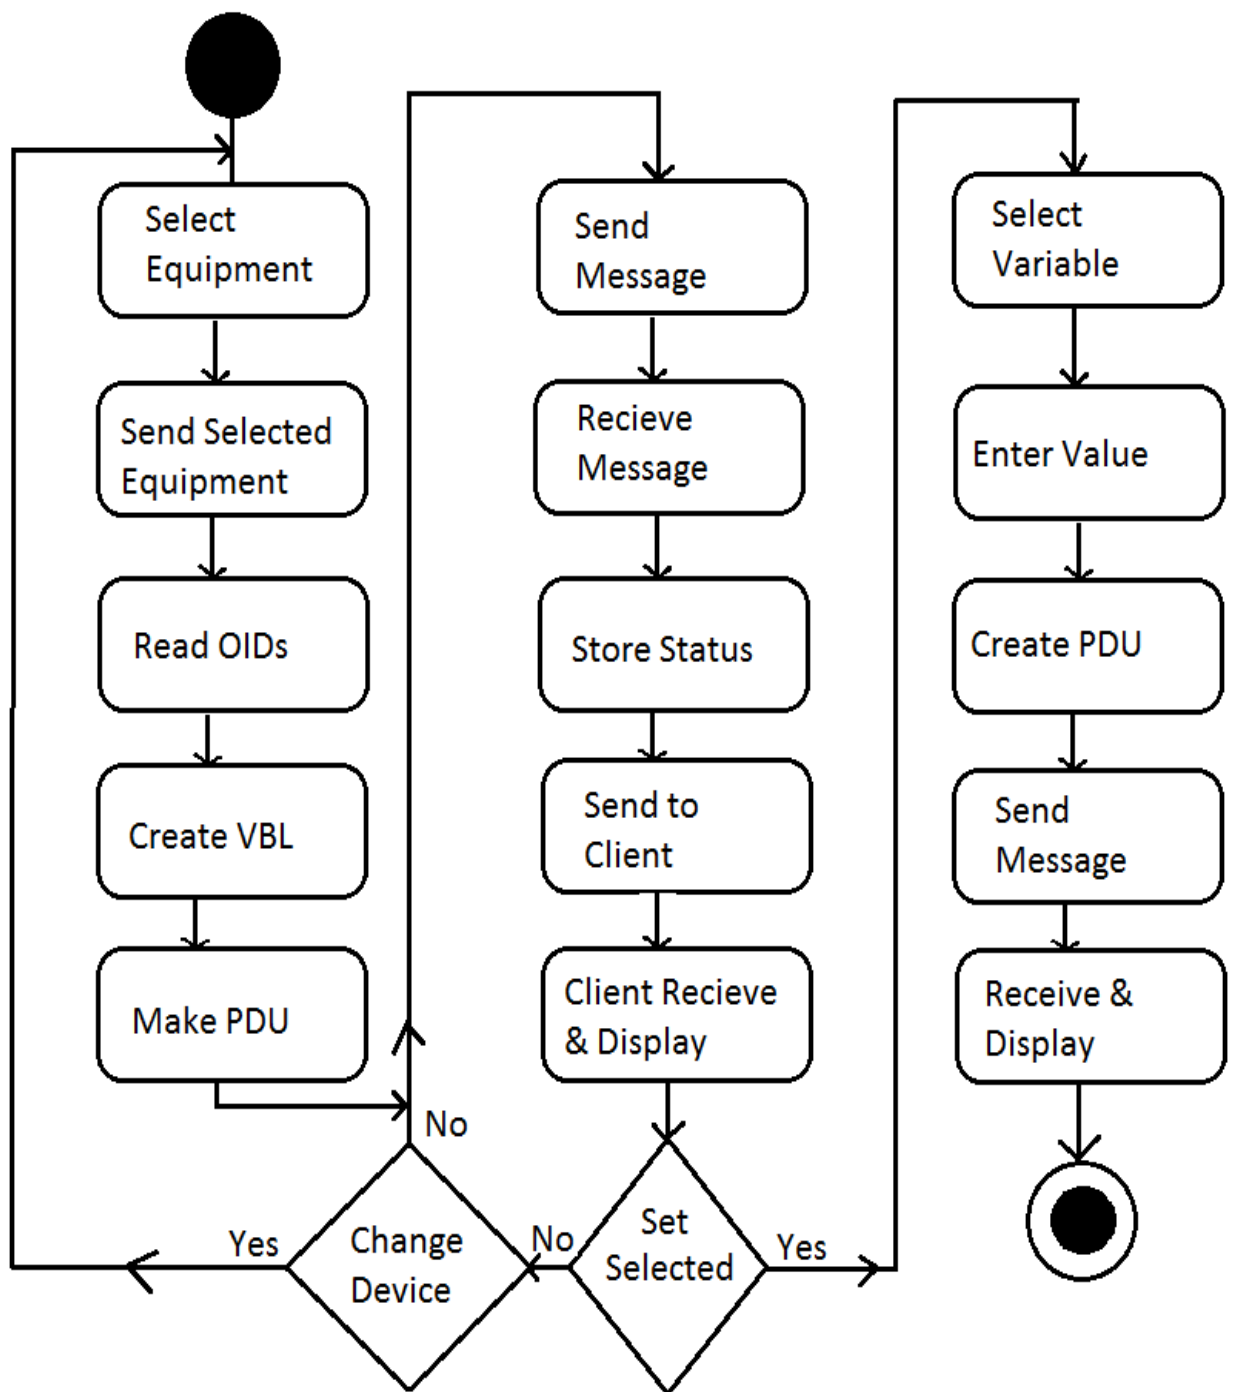 Select
Equipment
Send Selected
Equipment
Read OIDs
Create VBL
Make PDU
Send
Message
Recieve
Message
Store Status
Send to
Client
Client Recieve
& Display
Select
Variable
Enter Value
Create PDU
Send
Message
Receive &
Display
No
Yes
Change
Device
No
Set
Selected
Yes